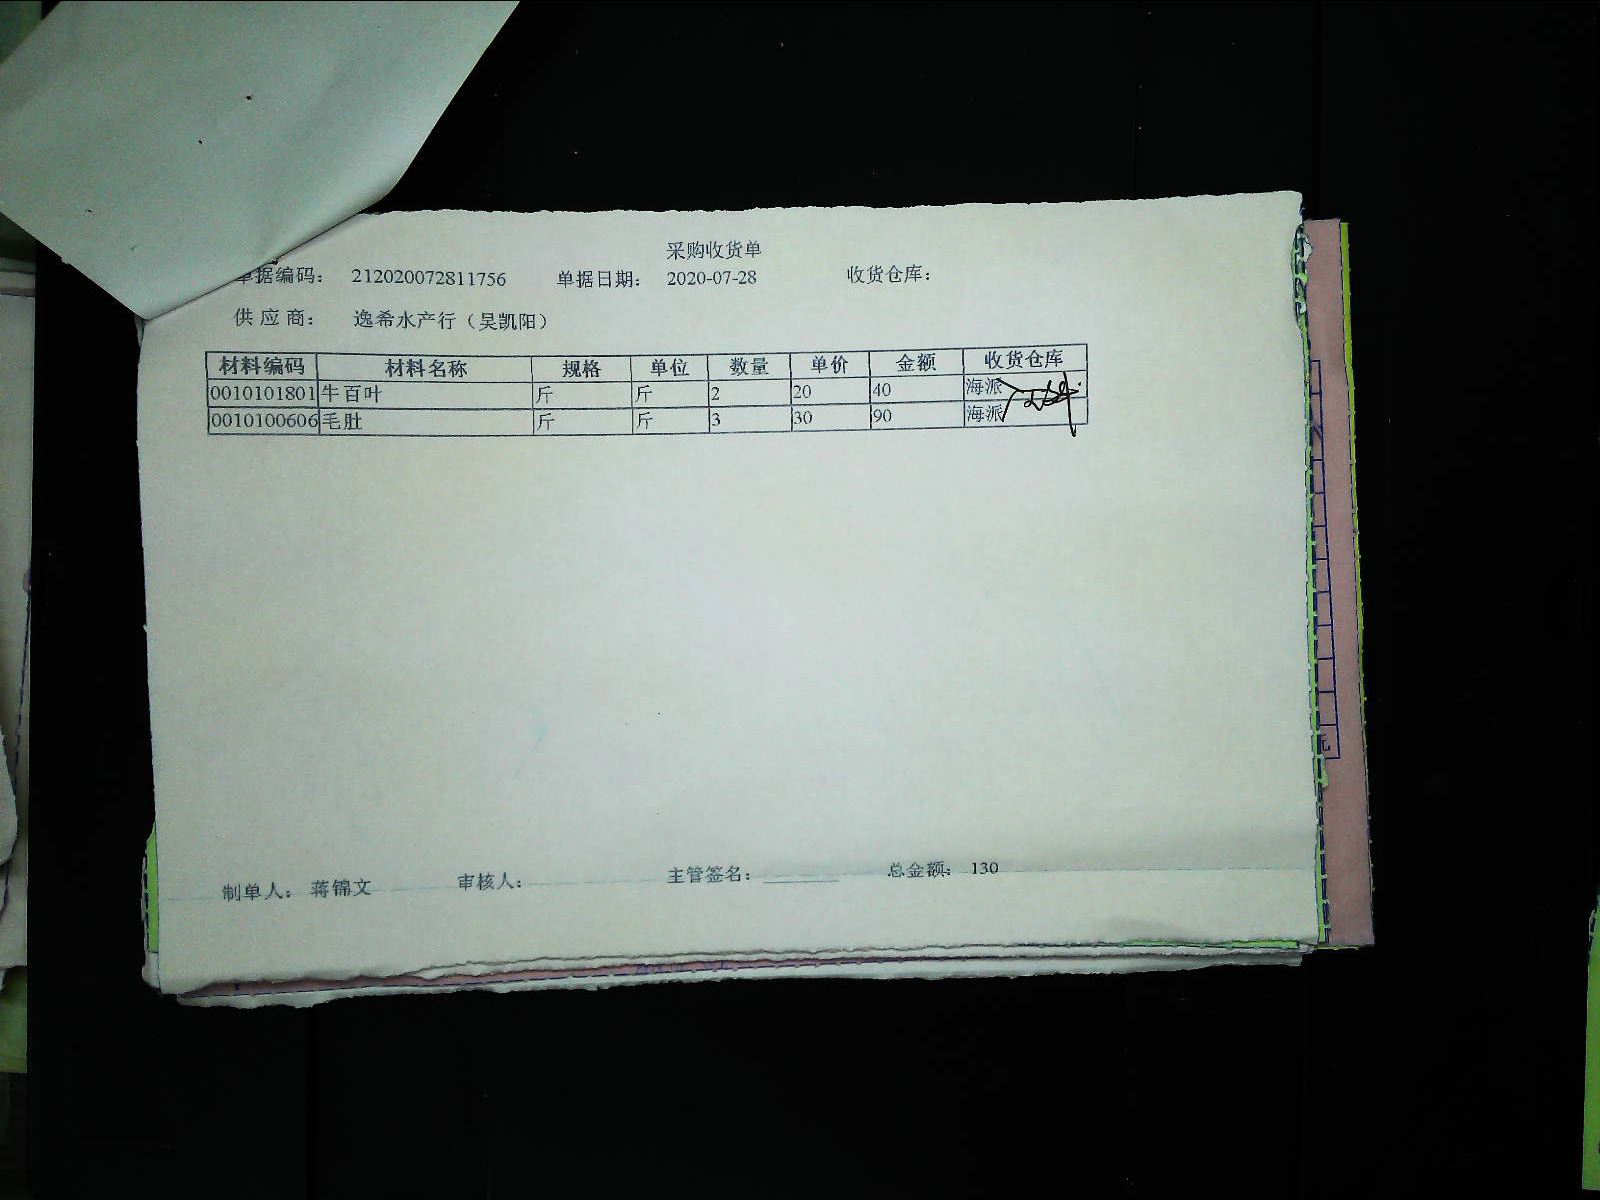 采购收货单
单据编码： 212020072811756 单据日期： 2020-07-28 收货仓库：
供 应 商： 逸希水产行（吴凯阳）
材料编码 材料名称 规格 单位 数量 单价 金额 收货仓库
0010101801 牛百叶 斤 斤 2 20 40 海派
0010100606 毛肚 斤 斤 3 30 90 海派
制单人： 蒋锦文 审核人： 主管签名： 总金额： 130
元